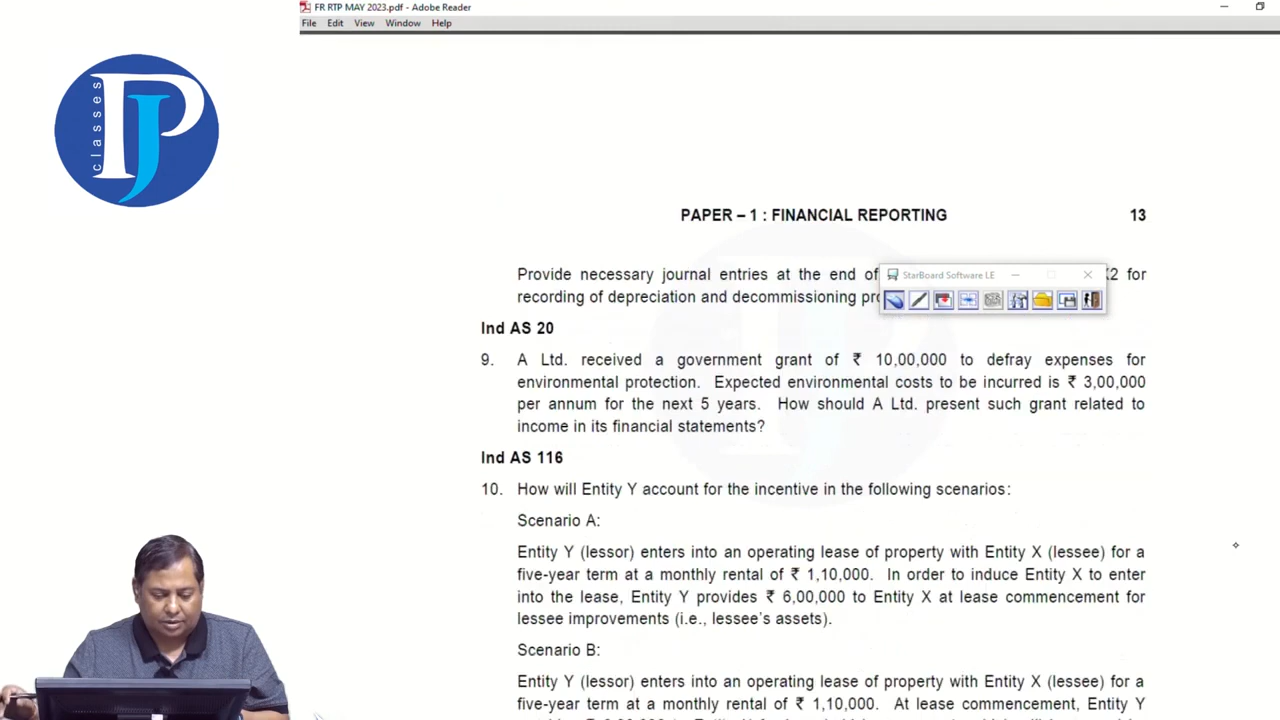 FR RTP MAY 2023.pdf - Adobe Reader
File Edit View Window Help
classes
PJ
PAPER – 1 : FINANCIAL REPORTING 13
Provide necessary journal entries at the end of 2 for
recording of depreciation and decommissioning
StarBoard Software LE
Ind AS 20
9. A Ltd. received a government grant of ₹ 10,00,000 to defray expenses for
environmental protection. Expected environmental costs to be incurred is ₹ 3,00,000
per annum for the next 5 years. How should A Ltd. present such grant related to
income in its financial statements?
Ind AS 116
10. How will Entity Y account for the incentive in the following scenarios:
Scenario A:
Entity Y (lessor) enters into an operating lease of property with Entity X (lessee) for a
five-year term at a monthly rental of ₹ 1,10,000. In order to induce Entity X to enter
into the lease, Entity Y provides ₹ 6,00,000 to Entity X at lease commencement for
lessee improvements (i.e., lessee's assets).
Scenario B:
Entity Y (lessor) enters into an operating lease of property with Entity X (lessee) for a
five-year term at a monthly rental of ₹ 1,10,000. At lease commencement, Entity Y